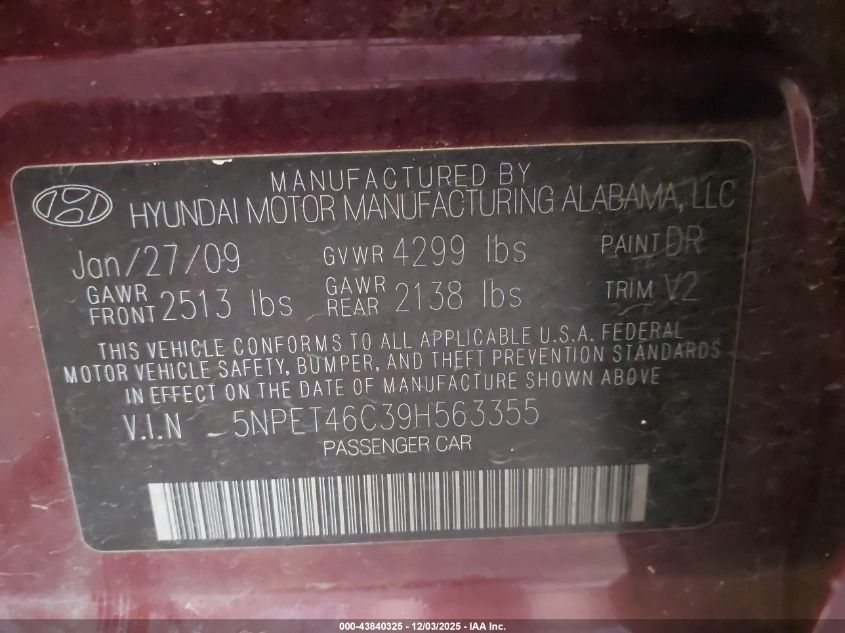 MANUFACTURED BY
HYUNDAI MOTOR MANUFACTURING ALABAMA, LLC
Jan/27/09 GVWR 4299 lbs PAINT DR
GAWR FRONT 2513 lbs GAWR REAR 2138 lbs TRIM V2
THIS VEHICLE CONFORMS TO ALL APPLICABLE U.S.A. FEDERAL
MOTOR VEHICLE SAFETY, BUMPER, AND THEFT PREVENTION STANDARDS
IN EFFECT ON THE DATE OF MANUFACTURE SHOWN ABOVE
V.I.N 5NPET46C39H563355
PASSENGER CAR
000-43840325 - 12/03/2025 - IAA Inc.